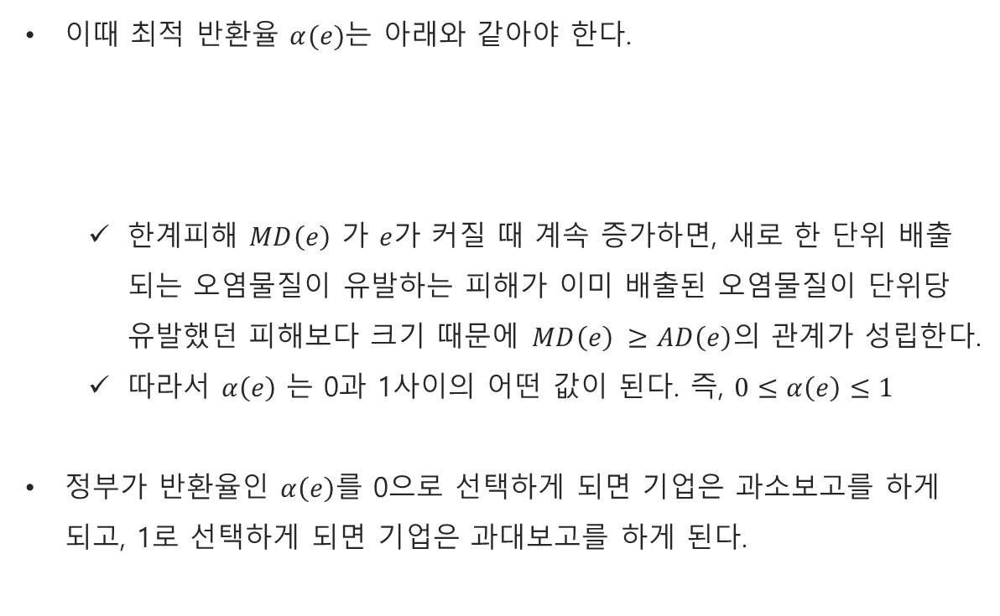 • 이때 최적 반환율 α(e)는 아래와 같아야 한다.
✓ 한계피해 MD(e) 가 e가 커질 때 계속 증가하면, 새로 한 단위 배출
되는 오염물질이 유발하는 피해가 이미 배출된 오염물질이 단위당
유발했던 피해보다 크기 때문에 MD(e) ≥ AD(e)의 관계가 성립한다.
✓ 따라서 α(e) 는 0과 1사이의 어떤 값이 된다. 즉, 0 ≤ α(e) ≤ 1
• 정부가 반환율인 α(e)를 0으로 선택하게 되면 기업은 과소보고를 하게
되고, 1로 선택하게 되면 기업은 과대보고를 하게 된다.